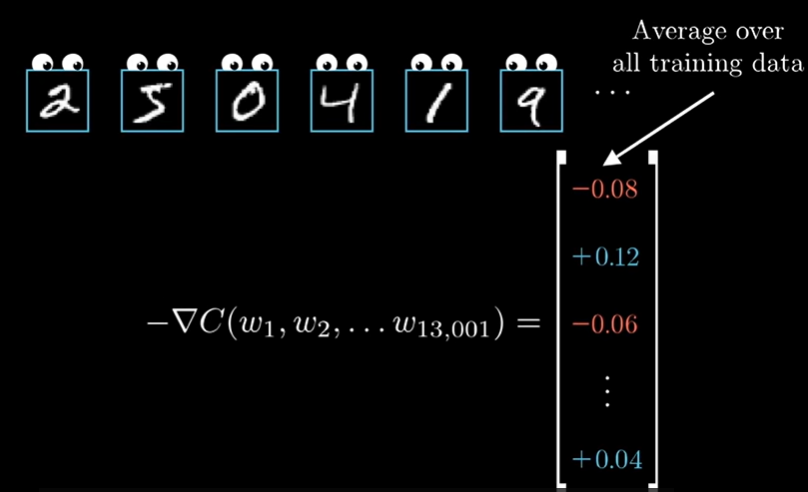 Average over
all training data
2 5 0 4 1 9 ...
−0.08
+0.12
−∇C(w₁, w₂, … w₁₃,₀₀₁) = −0.06
⋮
+0.04